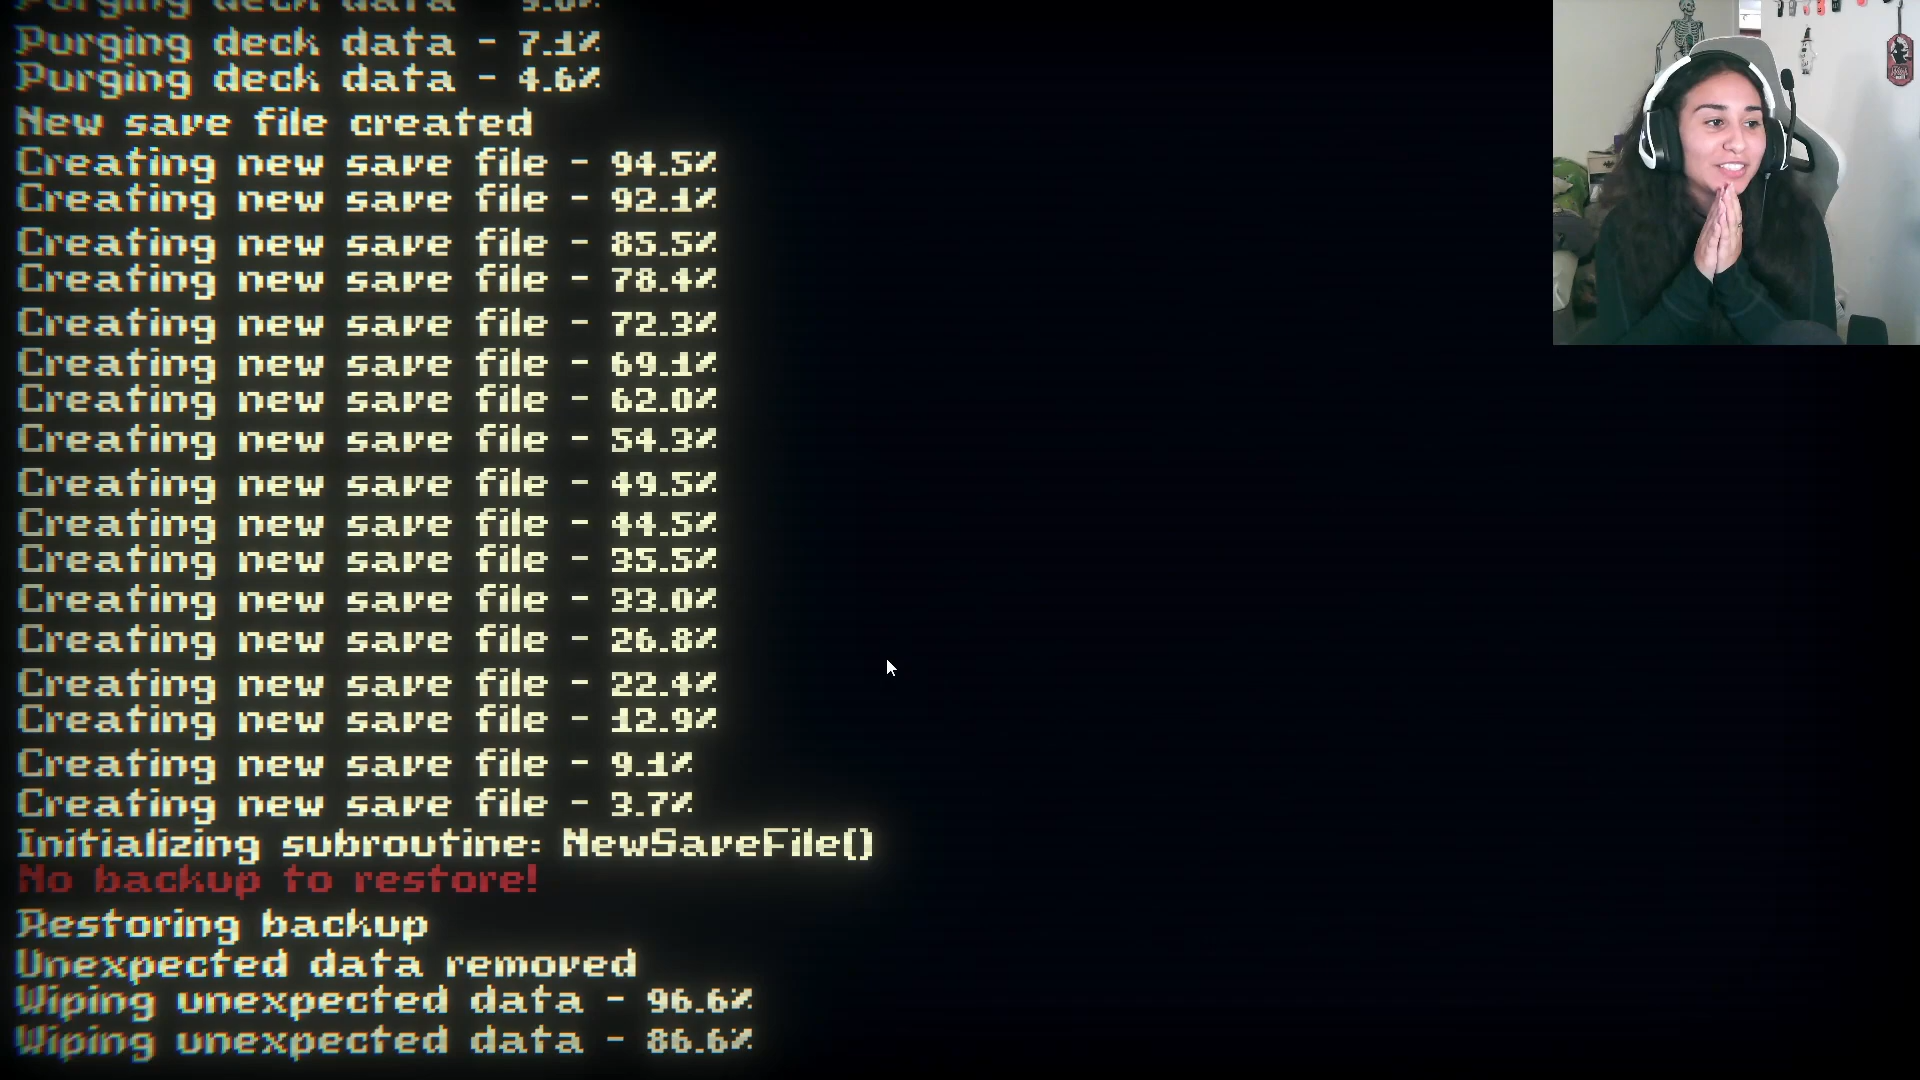 Purging deck data - 7.1%
Purging deck data - 4.6%
New save file created
Creating new save file - 94.5%
Creating new save file - 92.1%
Creating new save file - 85.5%
Creating new save file - 78.4%
Creating new save file - 72.3%
Creating new save file - 69.1%
Creating new save file - 62.0%
Creating new save file - 54.3%
Creating new save file - 49.5%
Creating new save file - 44.5%
Creating new save file - 35.5%
Creating new save file - 33.0%
Creating new save file - 26.8%
Creating new save file - 22.4%
Creating new save file - 12.9%
Creating new save file - 9.1%
Creating new save file - 3.7%
Initializing subroutine: NewSaveFile()
No backup to restore!
Restoring backup
Unexpected data removed
Wiping unexpected data - 96.6%
Wiping unexpected data - 86.6%